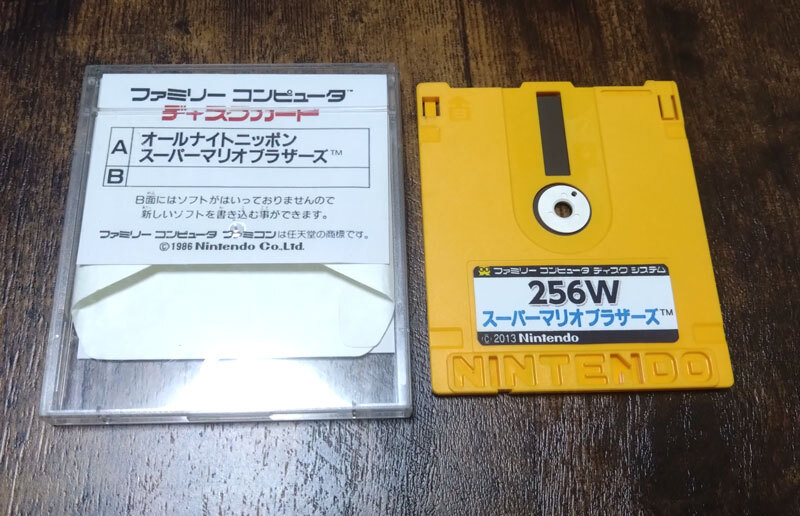 ファミリー コンピュータ™
ディスクカード
A
オールナイトニッポン
スーパーマリオブラザーズ™
B
B面にはソフトがはいっておりませんので
新しいソフトを書き込む事ができます。
ファミリー コンピュータ ファミコンは任天堂の商標です。
©1986 Nintendo Co.,Ltd.
ファミリー コンピュータ ディスク システム
256W
スーパーマリオブラザーズ™
©2013 Nintendo
NINTENDO